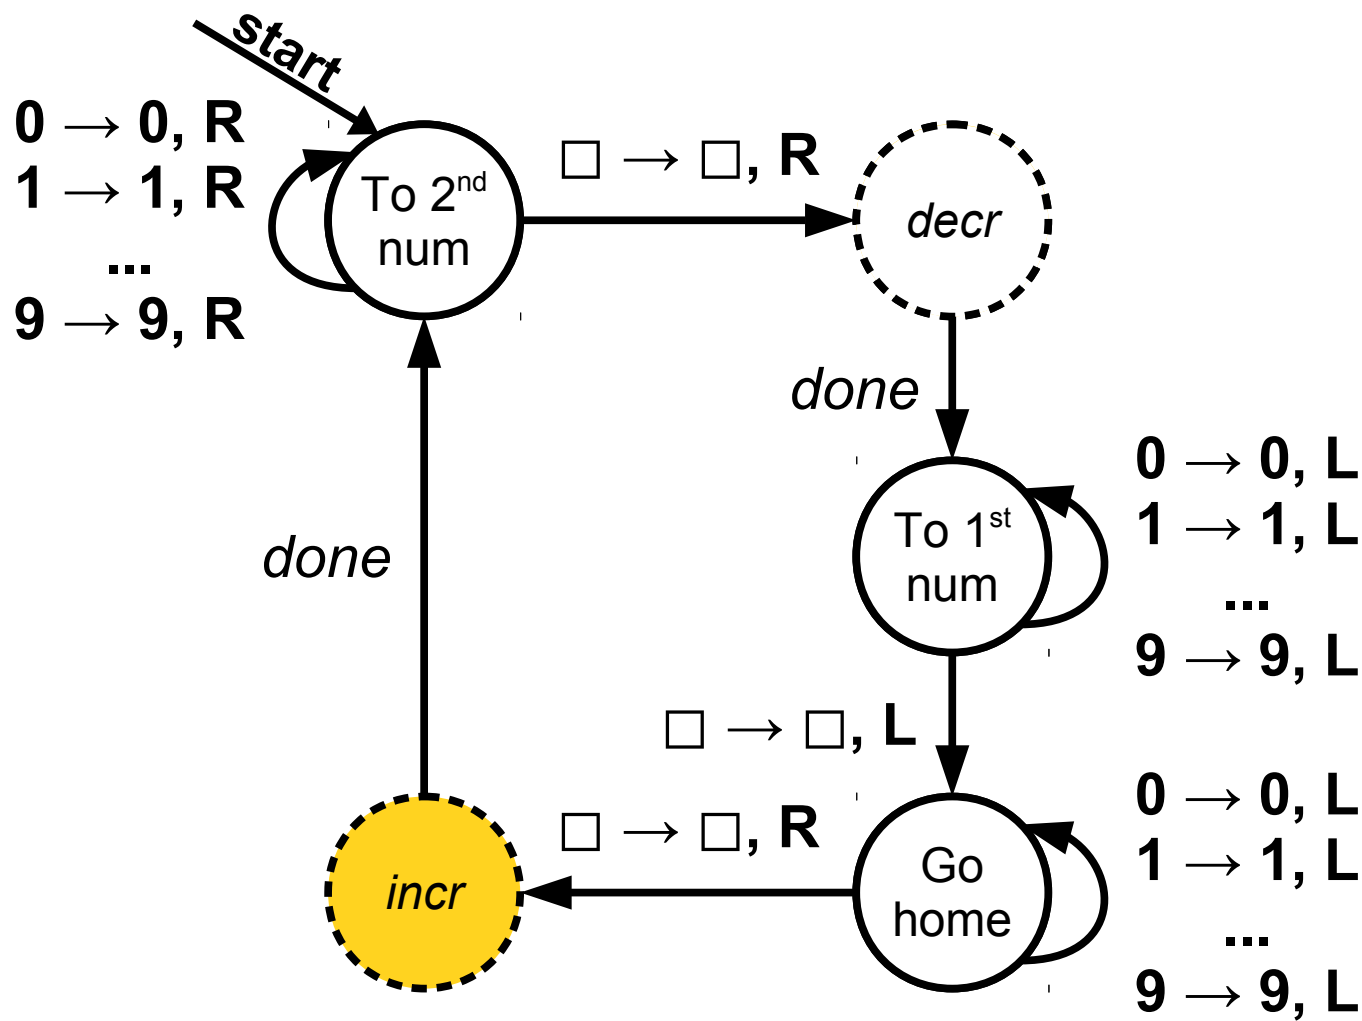 start
0 → 0, R
1 → 1, R
...
9 → 9, R
To 2nd
num
□ → □, R
decr
done
0 → 0, L
1 → 1, L
...
9 → 9, L
To 1st
num
done
□ → □, L
0 → 0, L
1 → 1, L
...
9 → 9, L
Go
home
□ → □, R
incr